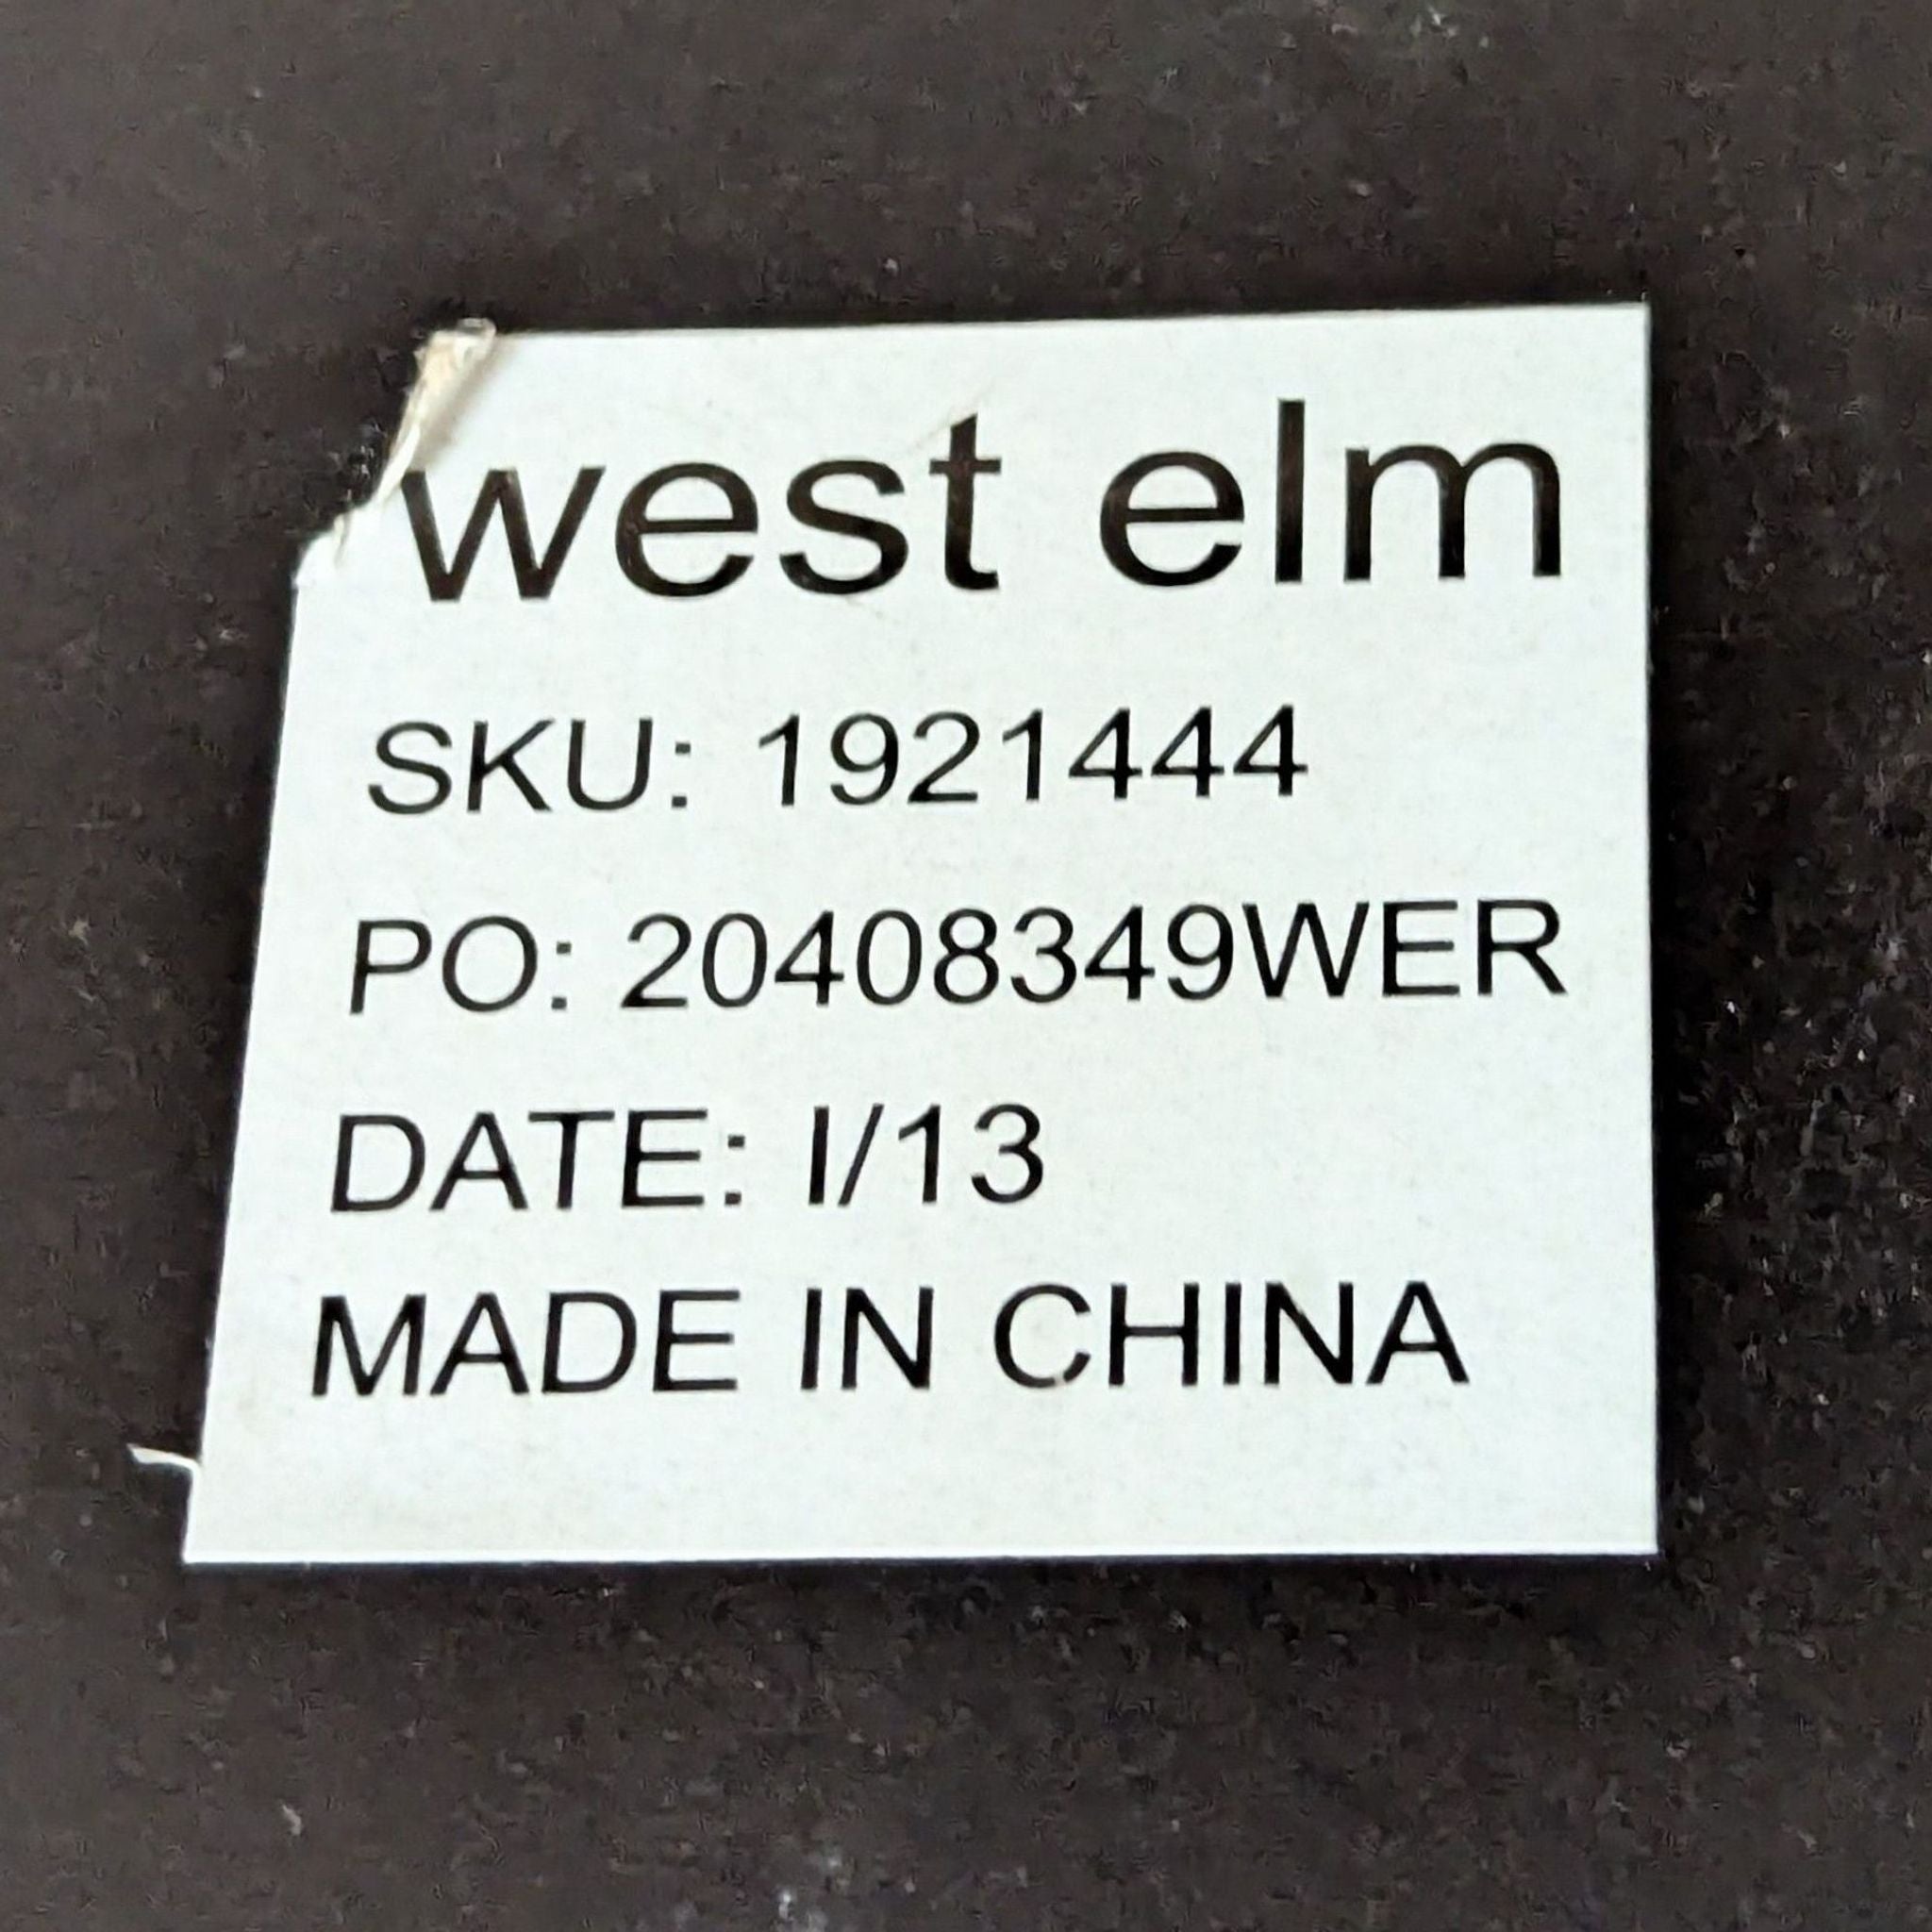 west elm
SKU: 1921444
PO: 20408349WER
DATE: I/13
MADE IN CHINA